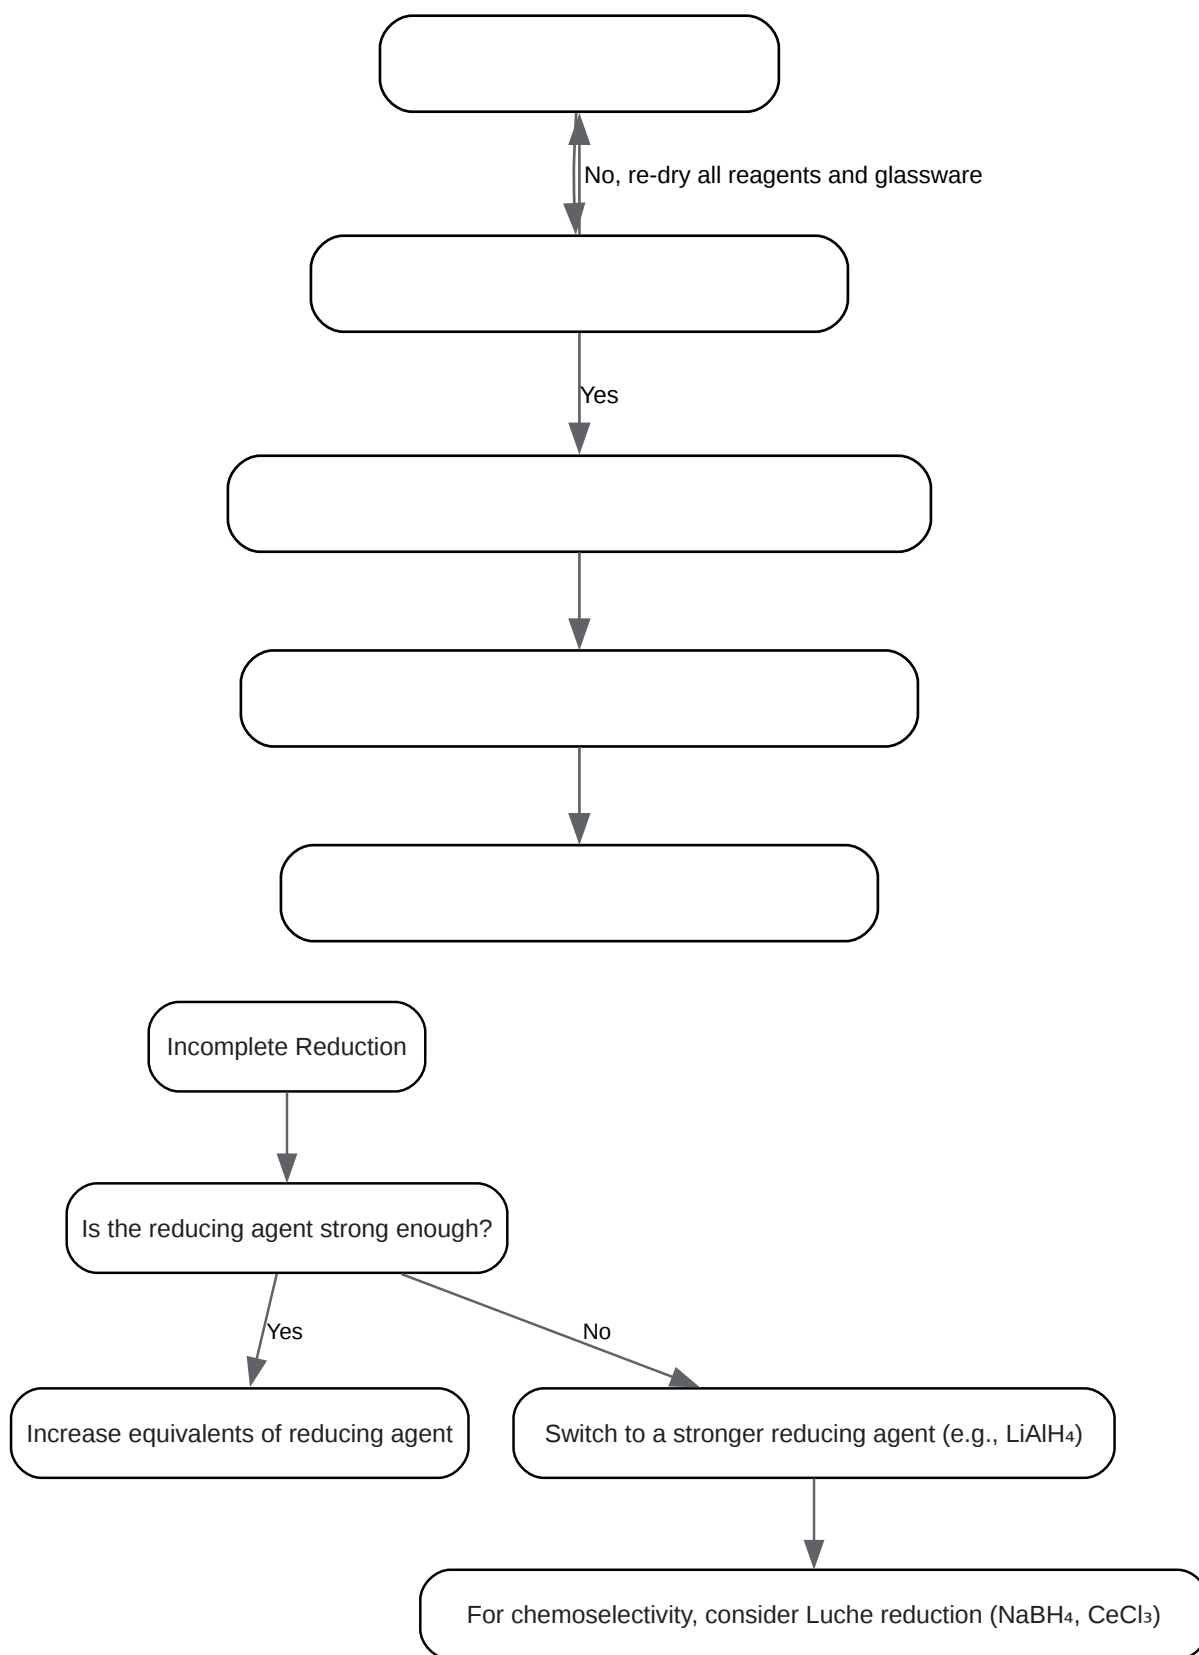 No, re-dry all reagents and glassware
Yes
Incomplete Reduction
Is the reducing agent strong enough?
Yes
No
Increase equivalents of reducing agent
Switch to a stronger reducing agent (e.g., LiAlH₄)
For chemoselectivity, consider Luche reduction (NaBH₄, CeCl₃)